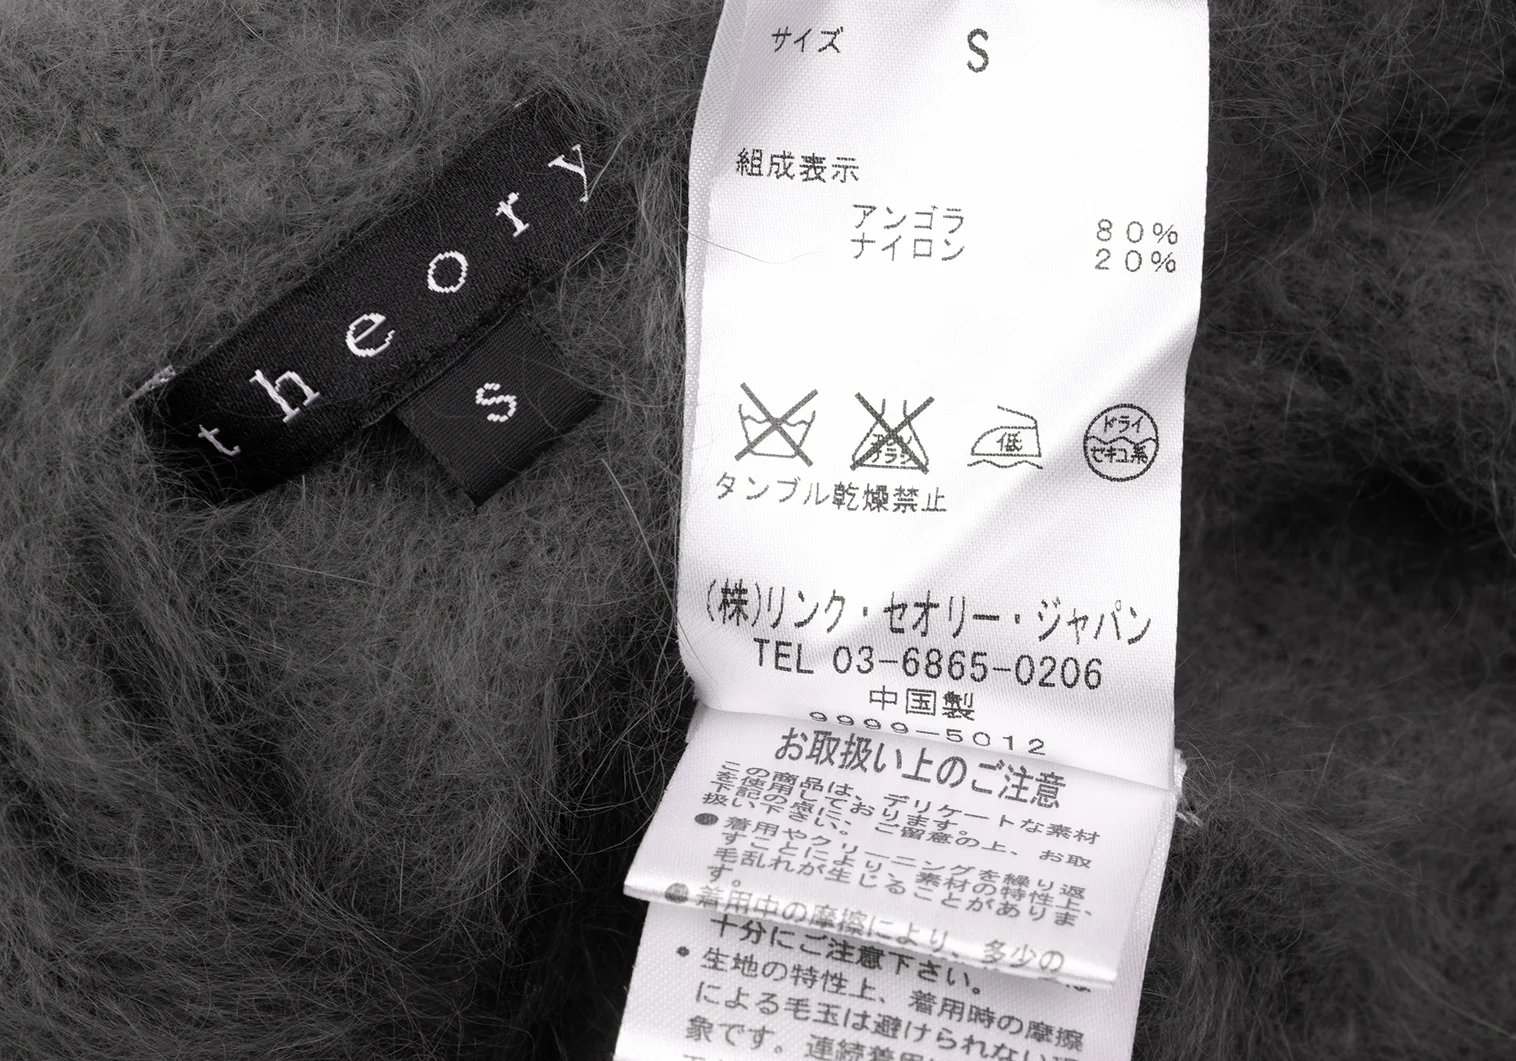 theory
S
サイズ S
組成表示
アンゴラ 80%
ナイロン 20%
低
ドライ
セキユ系
タンブル乾燥禁止
(株)リンク・セオリー・ジャパン
TEL 03-6865-0206
中国製
9999-5012
お取扱い上のご注意
この商品は、デリケートな素材
を使用しております。
下記の点に、ご留意の上、お取
扱い下さい。
●着用やクリーニングを繰り返
すことにより、素材の特性上、
毛乱れが生じることがありま
す。
●着用中の摩擦により、多少の
十分にご注意下さい。
・生地の特性上、着用時の摩擦
による毛玉は避けられない
象です。連続着用